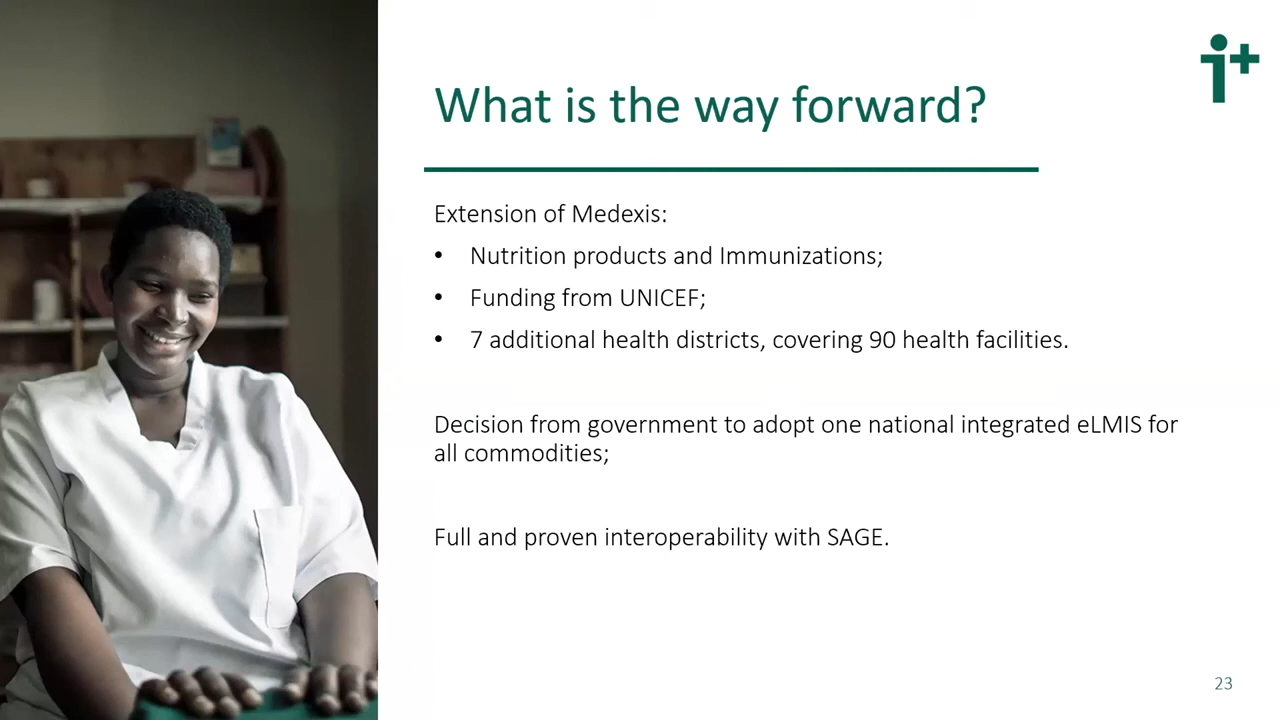 What is the way forward?
Extension of Medexis:
• Nutrition products and Immunizations;
• Funding from UNICEF;
• 7 additional health districts, covering 90 health facilities.
Decision from government to adopt one national integrated eLMIS for
all commodities;
Full and proven interoperability with SAGE.
23